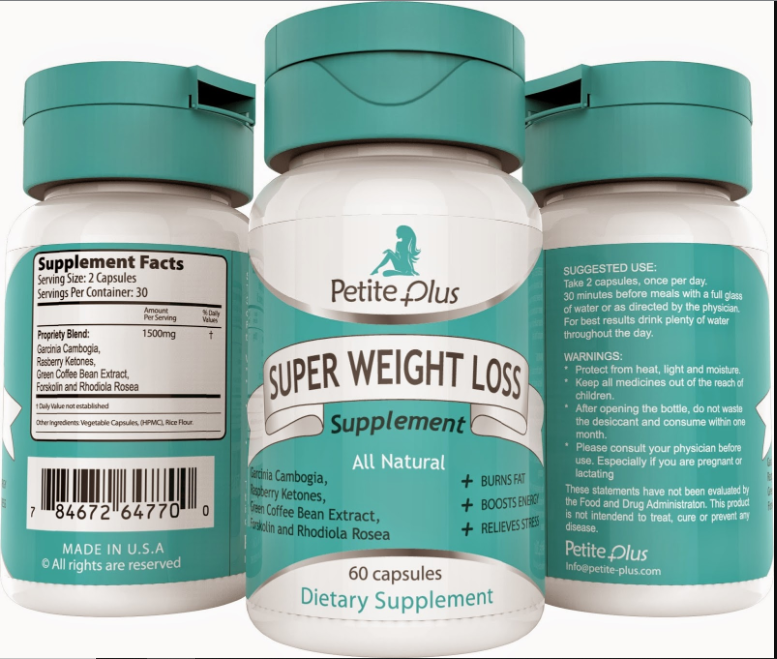 Supplement Facts
Serving Size: 2 Capsules
Servings Per Container: 30
Amount Per Serving
% Daily Values
Propriety Blend: 1500mg †
Garcinia Cambogia,
Rasberry Ketones,
Green Coffee Bean Extract,
Forskolin and Rhodiola Rosea
† Daily Value not established
Other Ingredients: Vegetable Capsules, (HPMC), Rice Flour.
7 84672 64770 0
MADE IN U.S.A
© All rights are reserved
Petite Plus
SUPER WEIGHT LOSS
Supplement
All Natural
Garcinia Cambogia,
Raspberry Ketones,
Green Coffee Bean Extract,
Forskolin and Rhodiola Rosea
+ BURNS FAT
+ BOOSTS ENERGY
+ RELIEVES STRESS
60 capsules
Dietary Supplement
SUGGESTED USE:
Take 2 capsules, once per day.
30 minutes before meals with a full glass
of water or as directed by the physician.
For best results drink plenty of water
throughout the day.
WARNINGS:
* Protect from heat, light and moisture.
* Keep all medicines out of the reach of
children.
* After opening the bottle, do not waste
the desiccant and consume within one
month.
* Please consult your physician before
use. Especially if you are pregnant or
lactating
These statements have not been evaluated by
the Food and Drug Administraton. This product
is not intended to treat, cure or prevent any
disease.
Petite Plus
Info@petite-plus.com